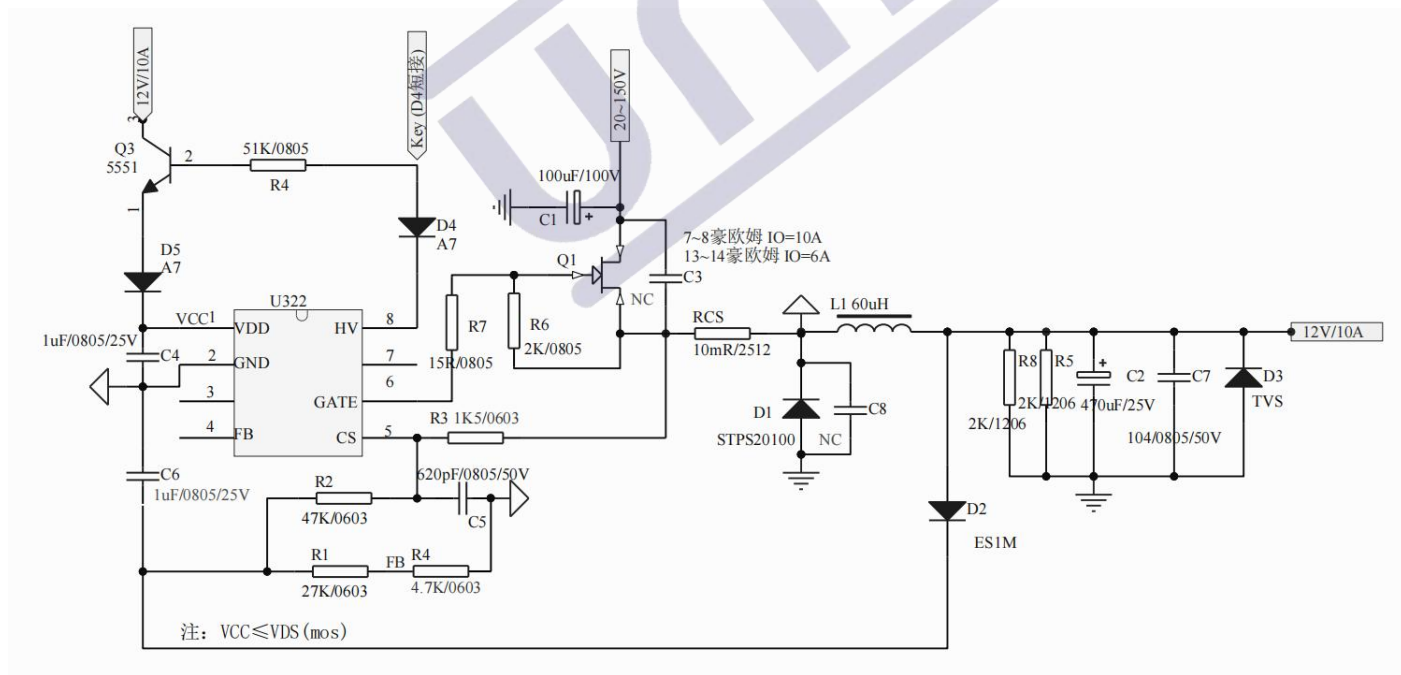 12V/10A
Key (D4短接)
20~150V
3
Q3
5551
2
51K/0805
R4
1
100uF/100V
C1
+
D4
A7
7~8豪欧姆 IO=10A
13~14豪欧姆 IO=6A
Q1
C3
NC
D5
A7
U322
VCC
1
VDD
HV
8
1uF/0805/25V
C4
2
GND
7
R7
15R/0805
R6
2K/0805
RCS
10mR/2512
L1 60uH
12V/10A
3
GATE
6
4
FB
CS
5
R3 1K5/0603
D1
STPS20100
C8
NC
R8
2K/1206
R5
2K/1206
+
C2
470uF/25V
C7
104/0805/50V
D3
TVS
C6
1uF/0805/25V
R2
47K/0603
620pF/0805/50V
C5
D2
ES1M
R1
27K/0603
FB
R4
4.7K/0603
注: VCC≤VDS(mos)